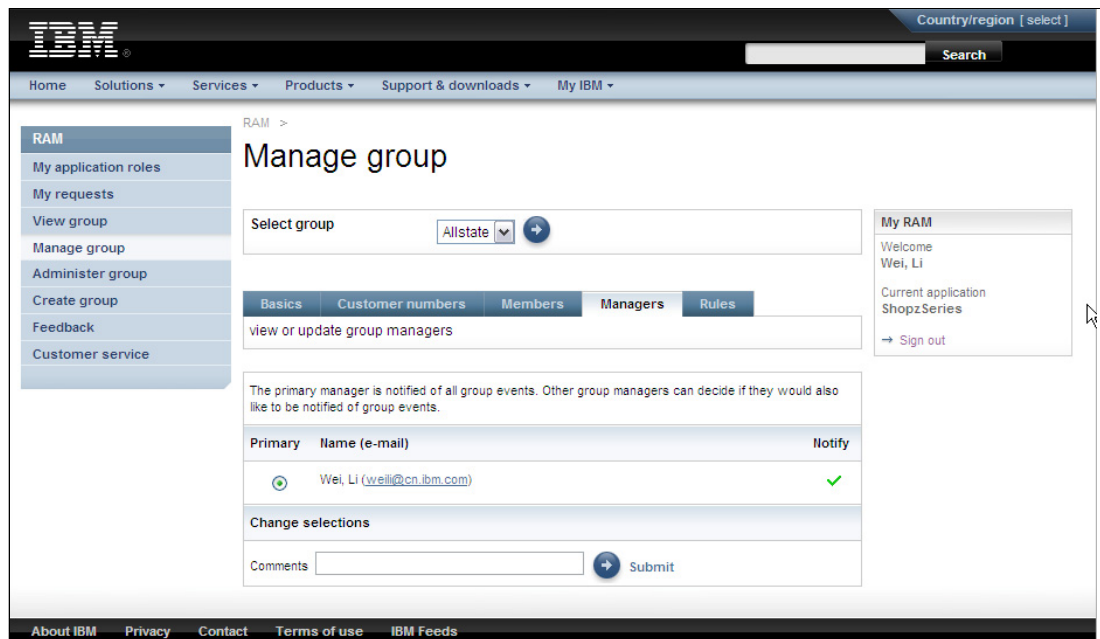 Country/region [ select ]
IBM®
Search
Home Solutions Services Products Support & downloads My IBM
RAM >
Manage group
RAM
My application roles
My requests
View group
Manage group
Administer group
Create group
Feedback
Customer service
Select group Allstate
My RAM
Welcome
Wei, Li
Current application
ShopzSeries
→ Sign out
Basics Customer numbers Members Managers Rules
view or update group managers
The primary manager is notified of all group events. Other group managers can decide if they would also
like to be notified of group events.
Primary Name (e-mail) Notify
Wei, Li (weili@cn.ibm.com)
Change selections
Comments Submit
About IBM Privacy Contact Terms of use IBM Feeds